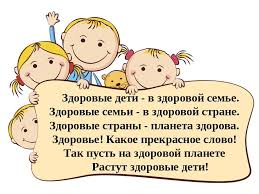 Здоровые дети - в здоровой семье.
Здоровые семьи - в здоровой стране.
Здоровые страны - планета здорова.
Здоровье! Какое прекрасное слово!
Так пусть на здоровой планете
Растут здоровые дети!